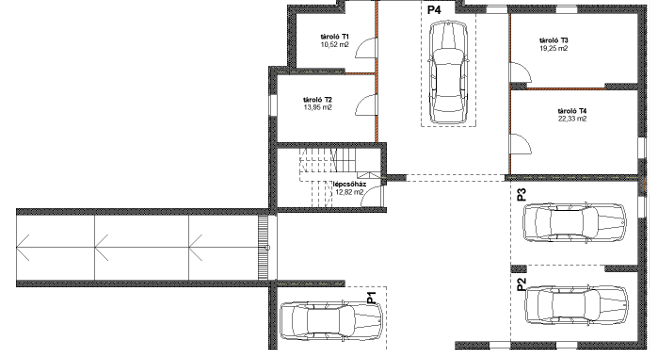 P4
tároló T1
10,52 m2
tároló T3
19,25 m2
tároló T2
13,95 m2
tároló T4
22,33 m2
lépcsőház
12,82 m2
P3
P2
P1